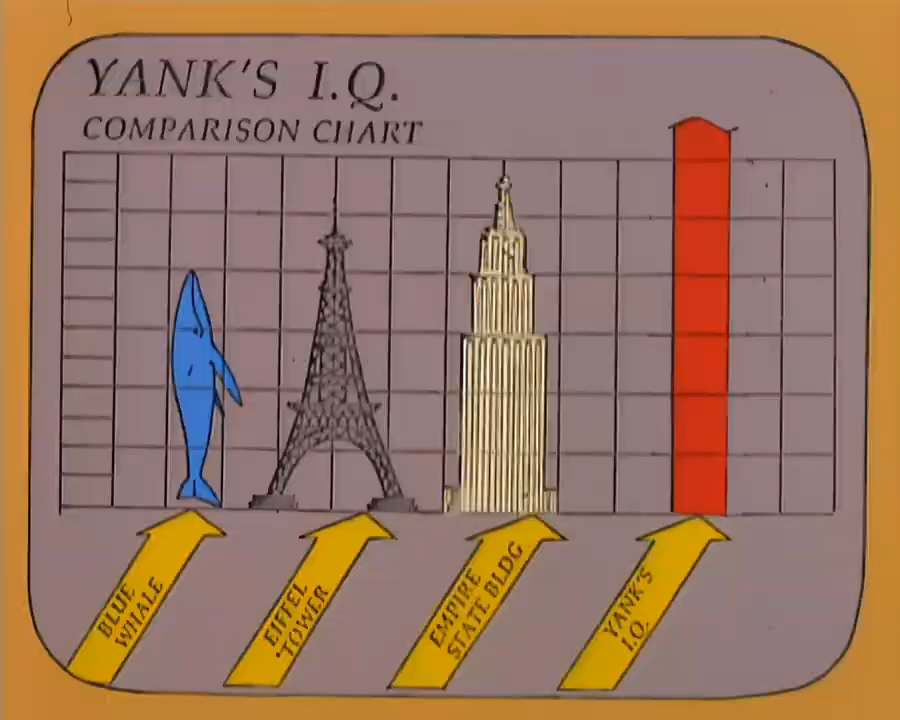 YANK'S I.Q.
COMPARISON CHART
BLUE
WHALE
EIFFEL
TOWER
EMPIRE
STATE BLDG
YANK'S
I.Q.